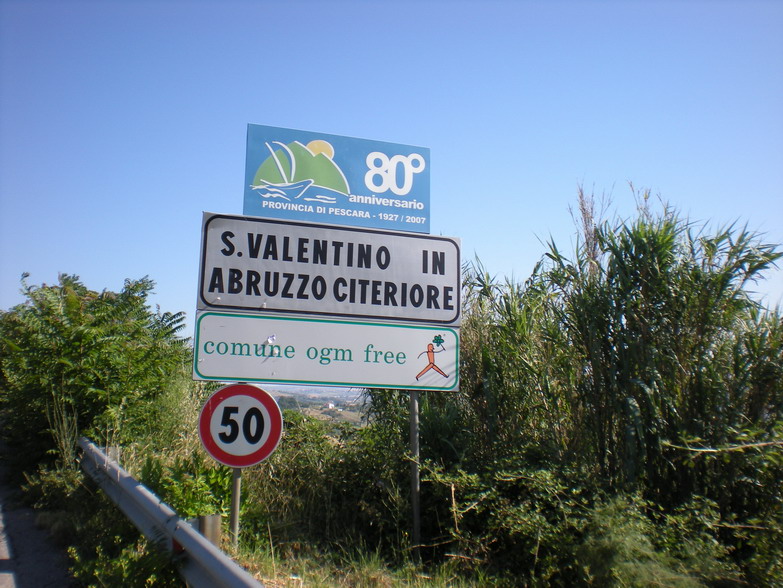 80°
anniversario
PROVINCIA DI PESCARA - 1927 / 2007
S.VALENTINO IN
ABRUZZO CITERIORE
comune ogm free
50